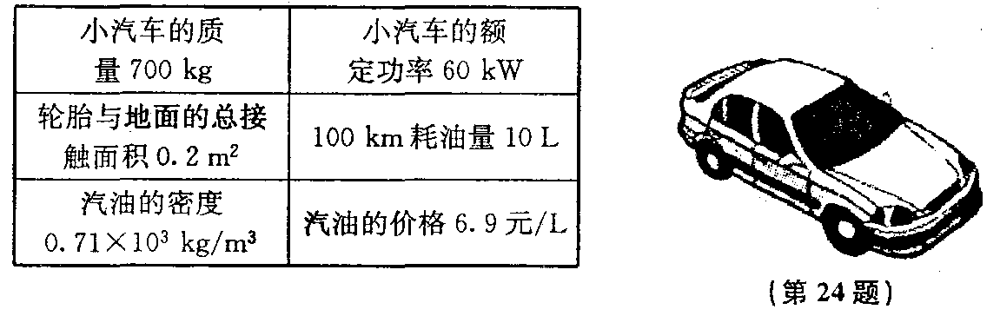 小汽车的质
量 700 kg
小汽车的额
定功率 60 kW
轮胎与地面的总接
触面积 0.2 m²
100 km 耗油量 10 L
汽油的密度
0.71×10³ kg/m³
汽油的价格 6.9 元/L
(第 24 题)